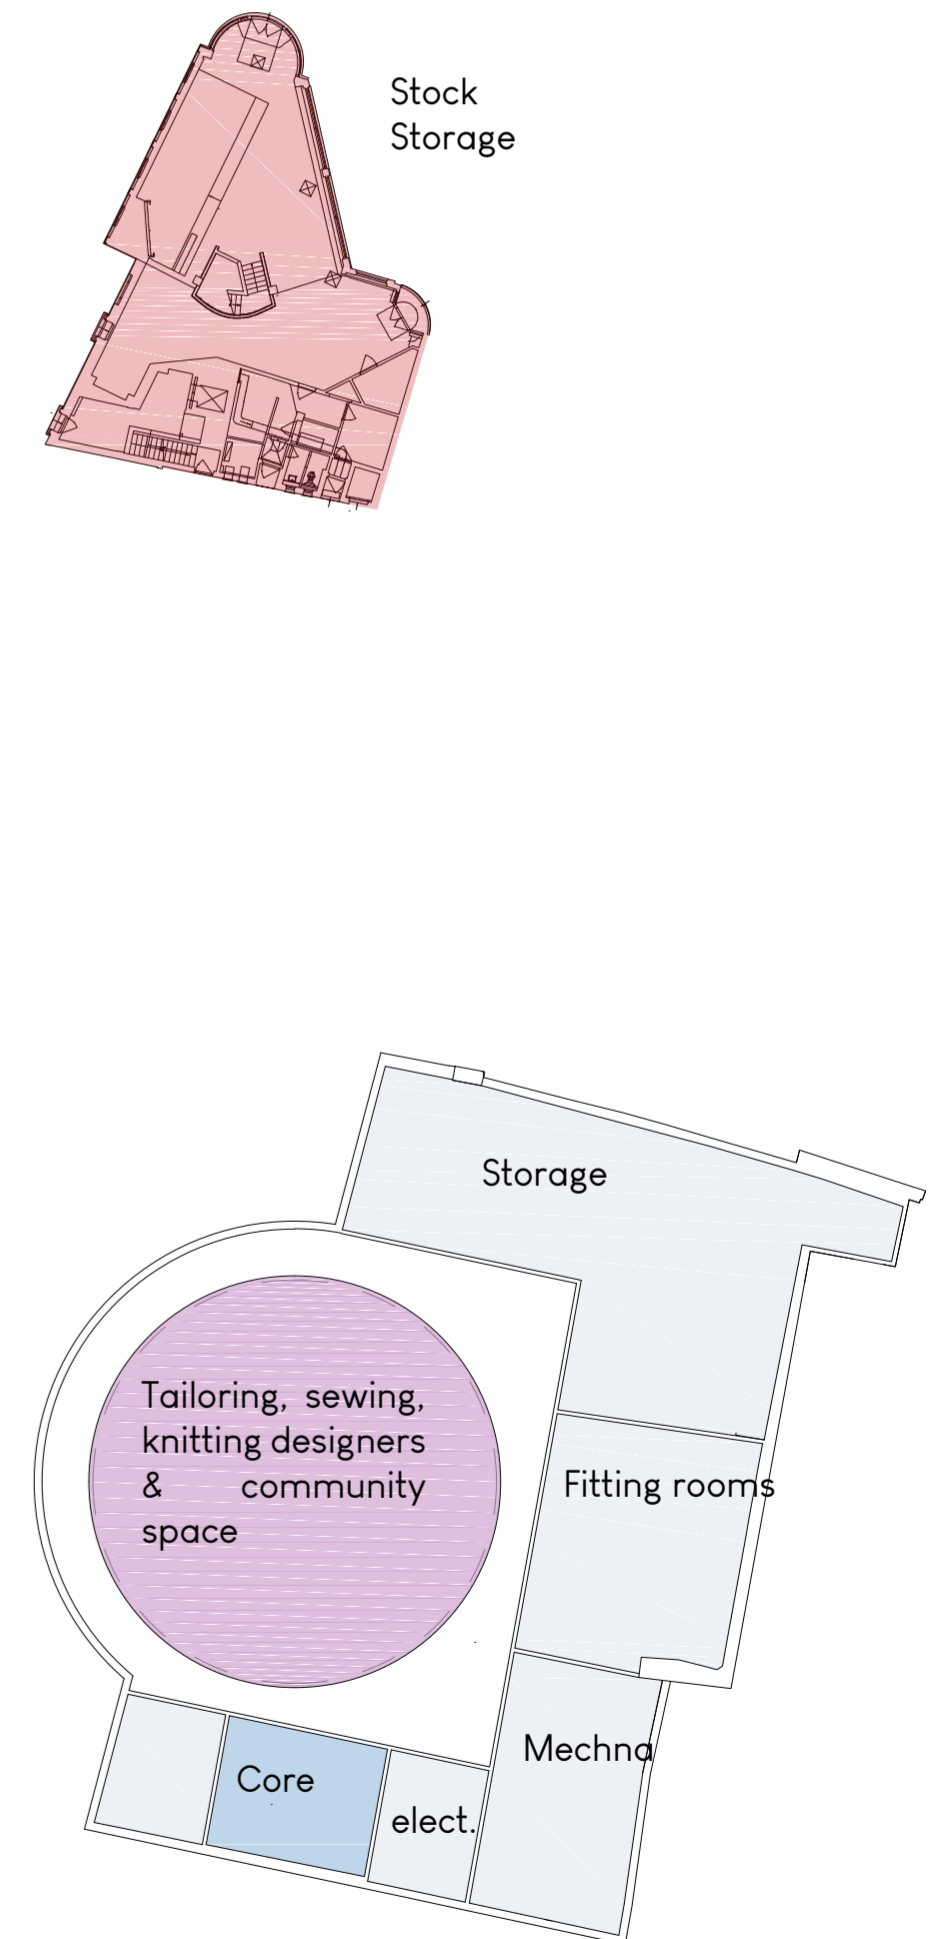 Stock
Storage
Storage
Tailoring, sewing,
knitting designers
& community
space
Fitting rooms
Mechna
Core
elect.